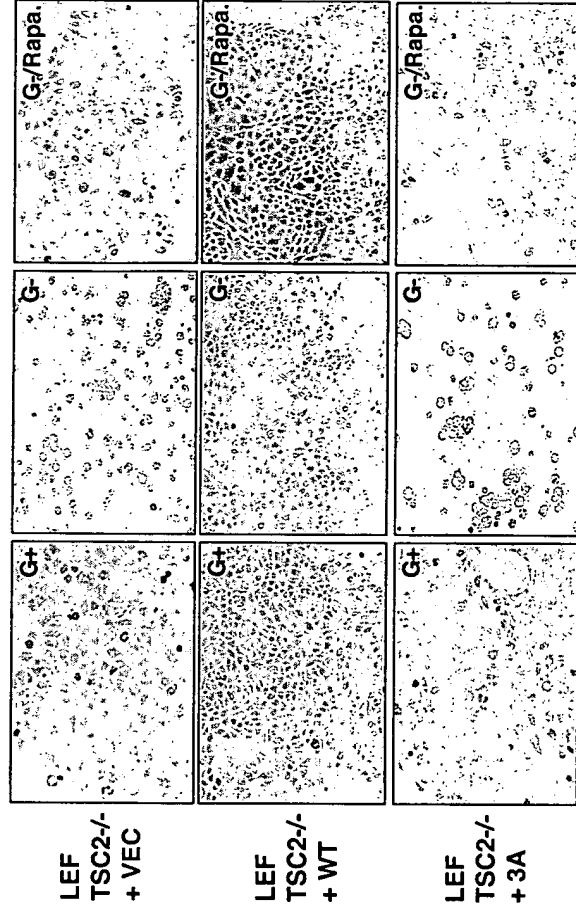 LEF
TSC2-/-
+ VEC
G+
G-
G-/Rapa.
LEF
TSC2-/-
+ WT
G+
G-
G-/Rapa.
LEF
TSC2-/-
+ 3A
G+
G-
G-/Rapa.